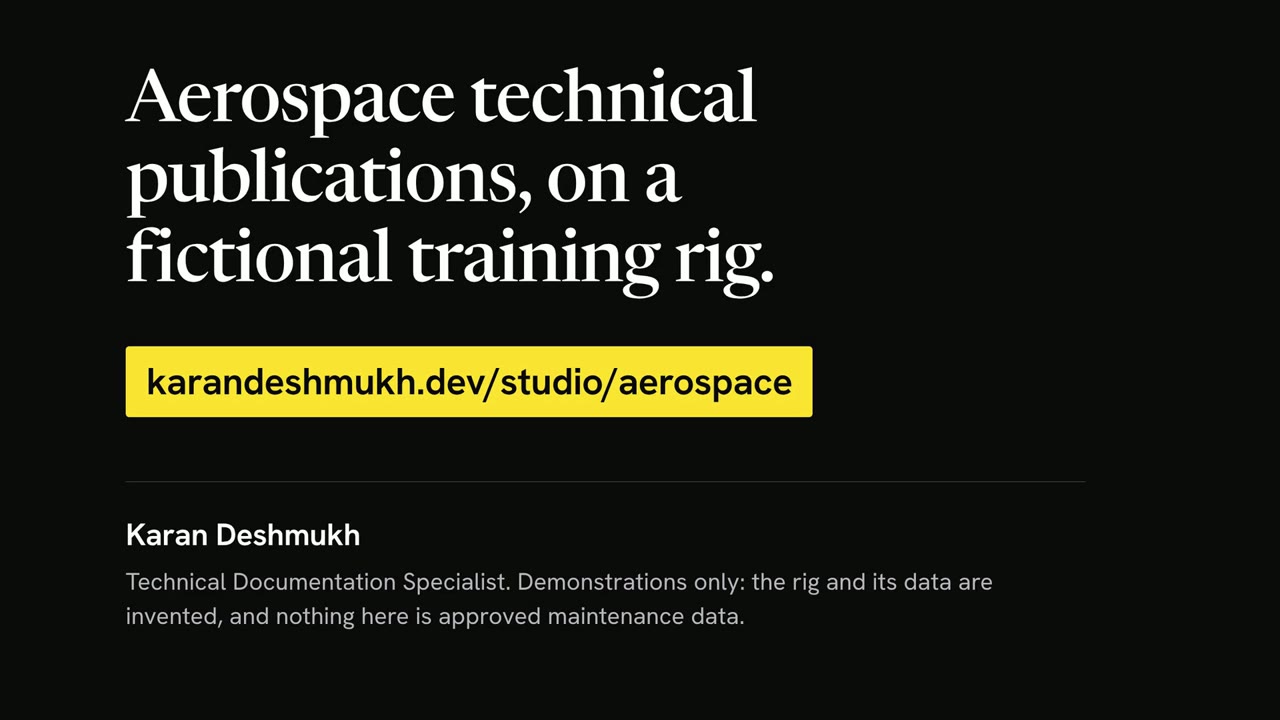 Aerospace technical
publications, on a
fictional training rig.
karandeshmukh.dev/studio/aerospace
Karan Deshmukh
Technical Documentation Specialist. Demonstrations only: the rig and its data are
invented, and nothing here is approved maintenance data.